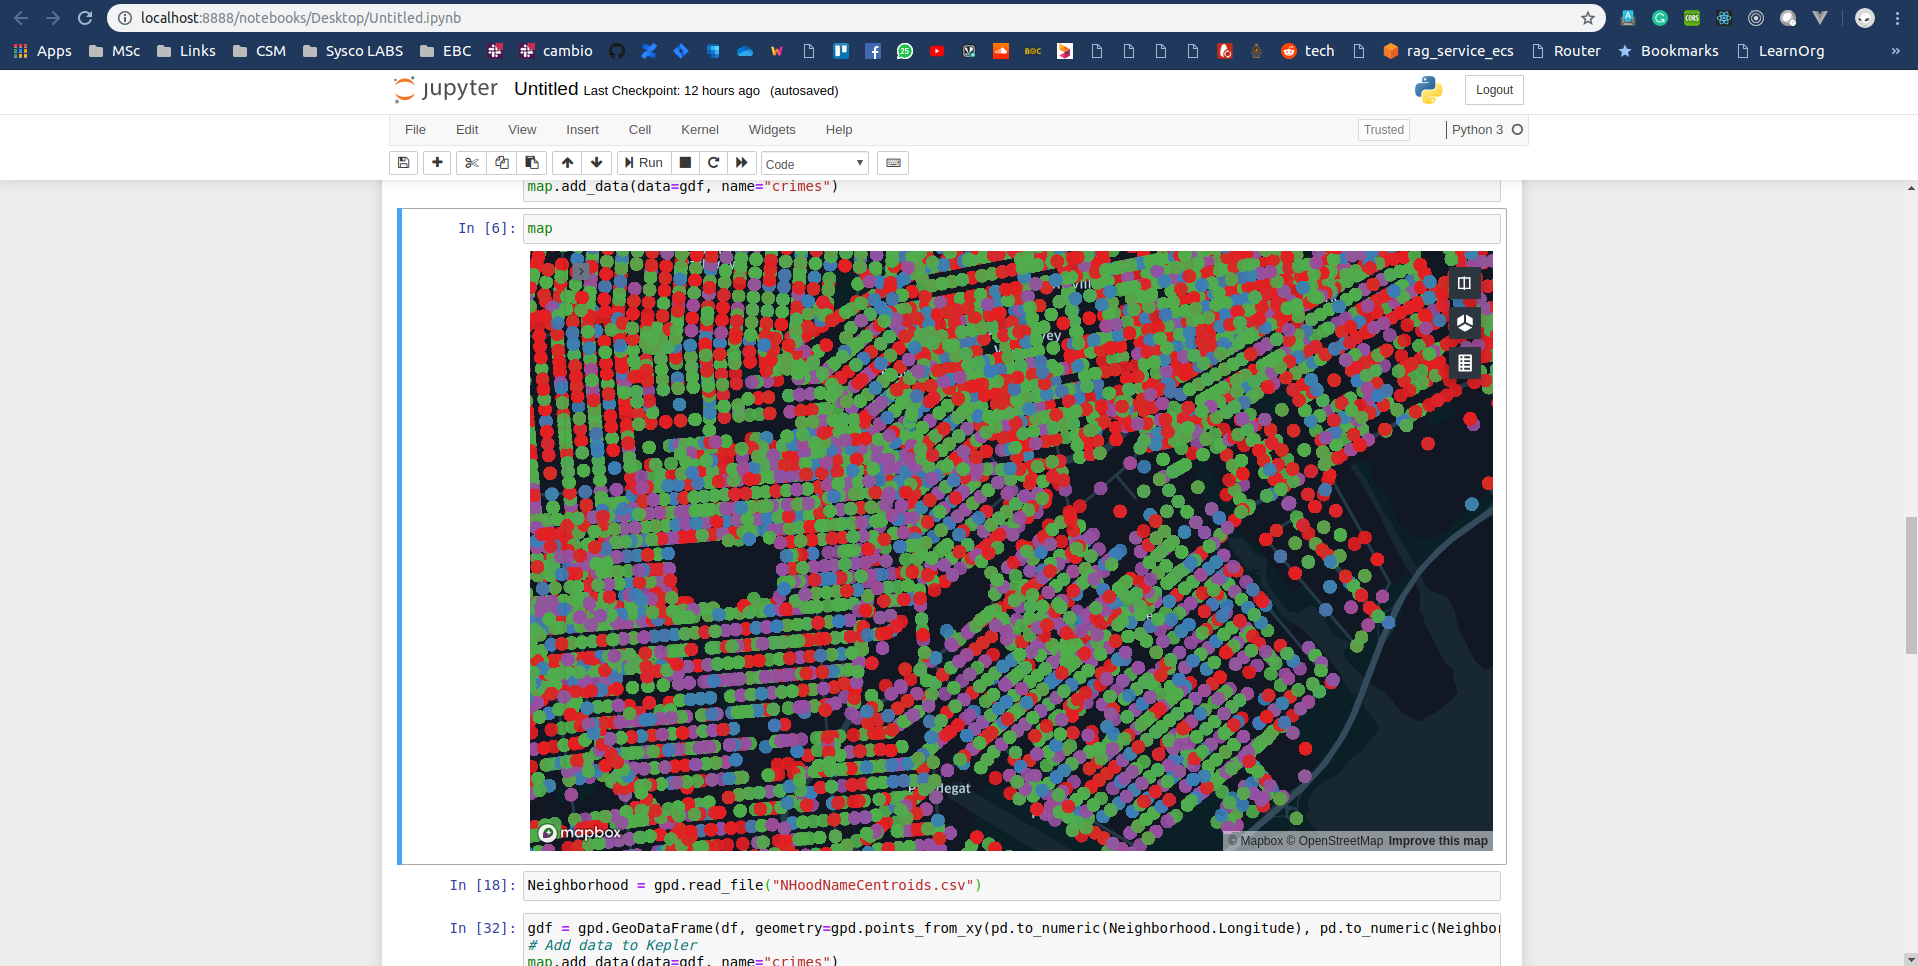 localhost:8888/notebooks/Desktop/Untitled.ipynb
Apps MSc Links CSM Sysco LABS EBC cambio tech rag_service_ecs Router Bookmarks LearnOrg »
jupyter Untitled Last Checkpoint: 12 hours ago (autosaved)
Logout
File Edit View Insert Cell Kernel Widgets Help
Trusted Python 3
Run Code
map.add_data(data=gdf, name="crimes")
In [6]: map
mapbox
© Mapbox © OpenStreetMap Improve this map
In [18]: Neighborhood = gpd.read_file("NHoodNameCentroids.csv")
In [32]: gdf = gpd.GeoDataFrame(df, geometry=gpd.points_from_xy(pd.to_numeric(Neighborhood.Longitude), pd.to_numeric(Neighbor
# Add data to Kepler
map.add_data(data=gdf, name="crimes")